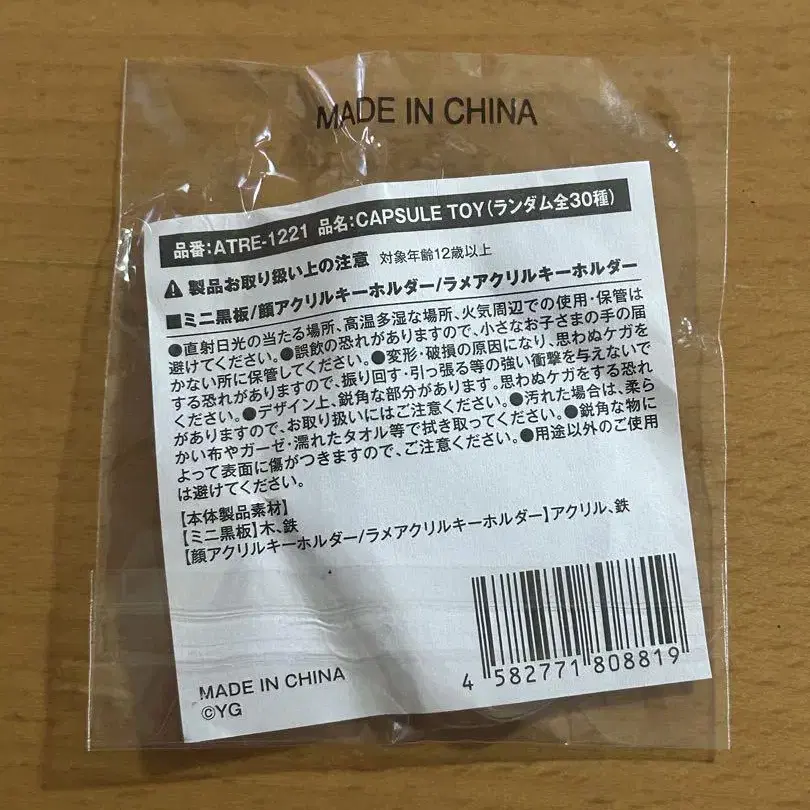 MADE IN CHINA
品番:ATRE-1221 品名:CAPSULE TOY(ランダム全30種)
⚠製品お取り扱い上の注意 対象年齢12歳以上
■ミニ黒板/顔アクリルキーホルダー/ラメアクリルキーホルダー
●直射日光の当たる場所、高温多湿な場所、火気周辺での使用・保管は
避けてください。●誤飲の恐れがありますので、小さなお子さまの手の届
かない所に保管してください。●変形・破損の原因になり、思わぬケガを
する恐れがありますので、振り回す・引っ張る等の強い衝撃を与えないで
ください。●デザイン上、鋭角な部分があります。思わぬケガをする恐れ
がありますので、お取り扱いにはご注意ください。●汚れた場合は、柔ら
かい布やガーゼ・濡れたタオル等で拭き取ってください。●鋭角な物に
よって表面に傷がつきますので、ご注意ください。●用途以外のご使用
は避けてください。
【本体製品素材】
【ミニ黒板】木、鉄
【顔アクリルキーホルダー/ラメアクリルキーホルダー】アクリル、鉄
4 582771 808819
MADE IN CHINA
©YG